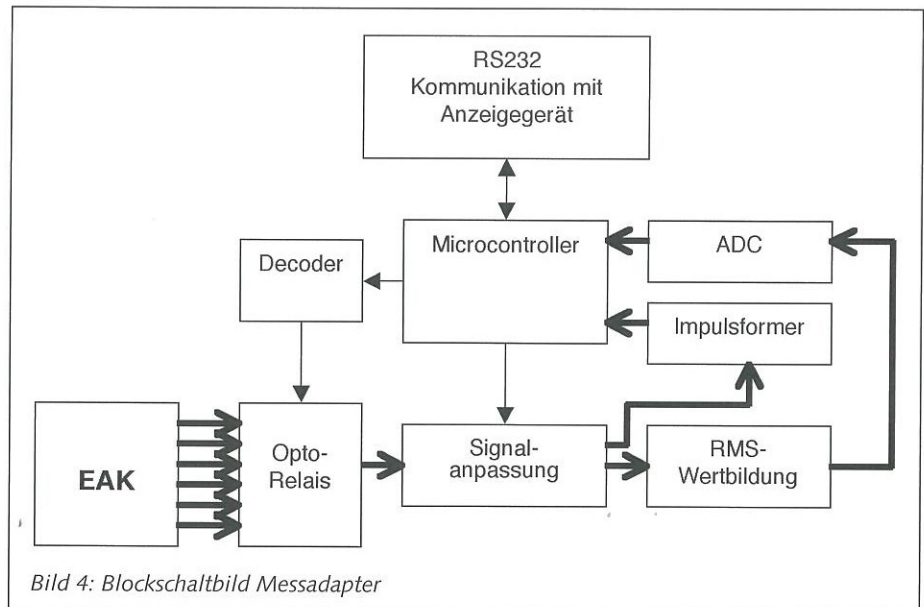 RS232
Kommunikation mit
Anzeigegerät
Microcontroller
ADC
Decoder
Impulsformer
EAK
Opto-
Relais
Signal-
anpassung
RMS-
Wertbildung
Bild 4: Blockschaltbild Messadapter